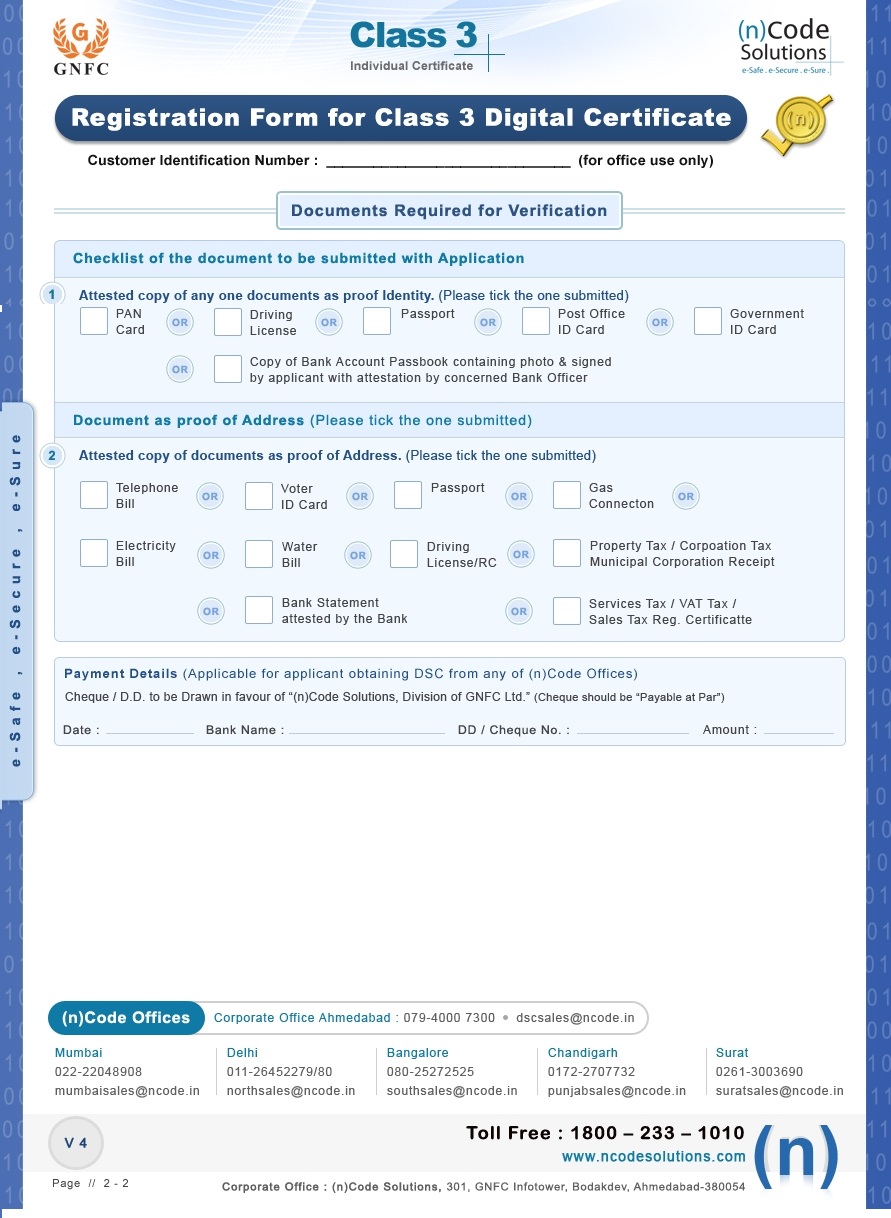 GNFC
Class 3
Individual Certificate
(n)Code
Solutions
e-Safe . e-Secure . e-Sure .
Registration Form for Class 3 Digital Certificate
(n)
Customer Identification Number : ____________________________ (for office use only)
Documents Required for Verification
Checklist of the document to be submitted with Application
1 Attested copy of any one documents as proof Identity. (Please tick the one submitted)
PAN Card OR Driving License OR Passport OR Post Office ID Card OR Government ID Card
OR Copy of Bank Account Passbook containing photo & signed
by applicant with attestation by concerned Bank Officer
Document as proof of Address (Please tick the one submitted)
2 Attested copy of documents as proof of Address. (Please tick the one submitted)
Telephone Bill OR Voter ID Card OR Passport OR Gas Connecton OR
Electricity Bill OR Water Bill OR Driving License/RC OR Property Tax / Corpoation Tax
Municipal Corporation Receipt
OR Bank Statement attested by the Bank OR Services Tax / VAT Tax /
Sales Tax Reg. Certificatte
e-Safe , e-Secure , e-Sure
Payment Details (Applicable for applicant obtaining DSC from any of (n)Code Offices)
Cheque / D.D. to be Drawn in favour of “(n)Code Solutions, Division of GNFC Ltd.” (Cheque should be “Payable at Par”)
Date : Bank Name : DD / Cheque No. : Amount :
(n)Code Offices Corporate Office Ahmedabad : 079-4000 7300 • dscsales@ncode.in
Mumbai Delhi Bangalore Chandigarh Surat
022-22048908 011-26452279/80 080-25272525 0172-2707732 0261-3003690
mumbaisales@ncode.in northsales@ncode.in southsales@ncode.in punjabsales@ncode.in suratsales@ncode.in
V 4
Toll Free : 1800 – 233 – 1010
www.ncodesolutions.com
(n)
Page // 2 - 2
Corporate Office : (n)Code Solutions, 301, GNFC Infotower, Bodakdev, Ahmedabad-380054